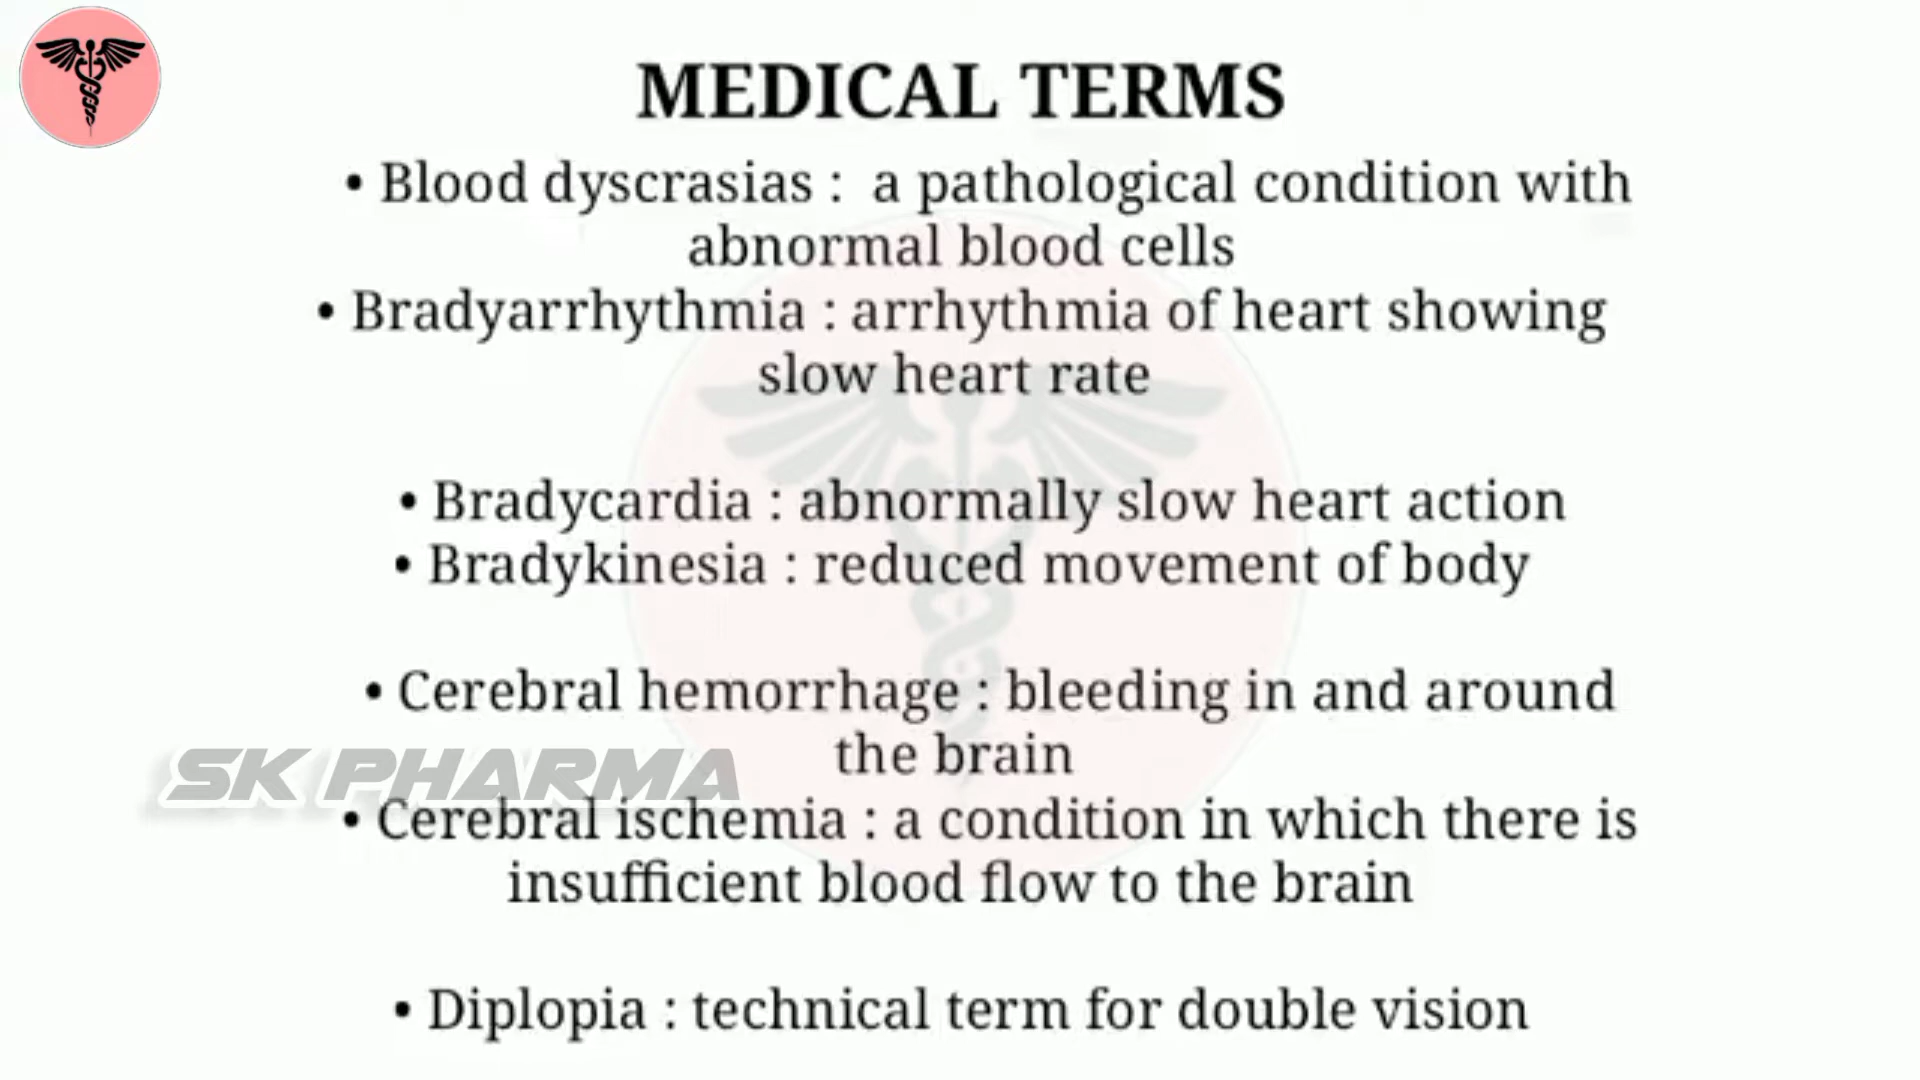 MEDICAL TERMS
• Blood dyscrasias :  a pathological condition with
abnormal blood cells
• Bradyarrhythmia : arrhythmia of heart showing
slow heart rate
• Bradycardia : abnormally slow heart action
• Bradykinesia : reduced movement of body
• Cerebral hemorrhage : bleeding in and around
the brain
SK PHARMA
• Cerebral ischemia : a condition in which there is
insufficient blood flow to the brain
• Diplopia : technical term for double vision